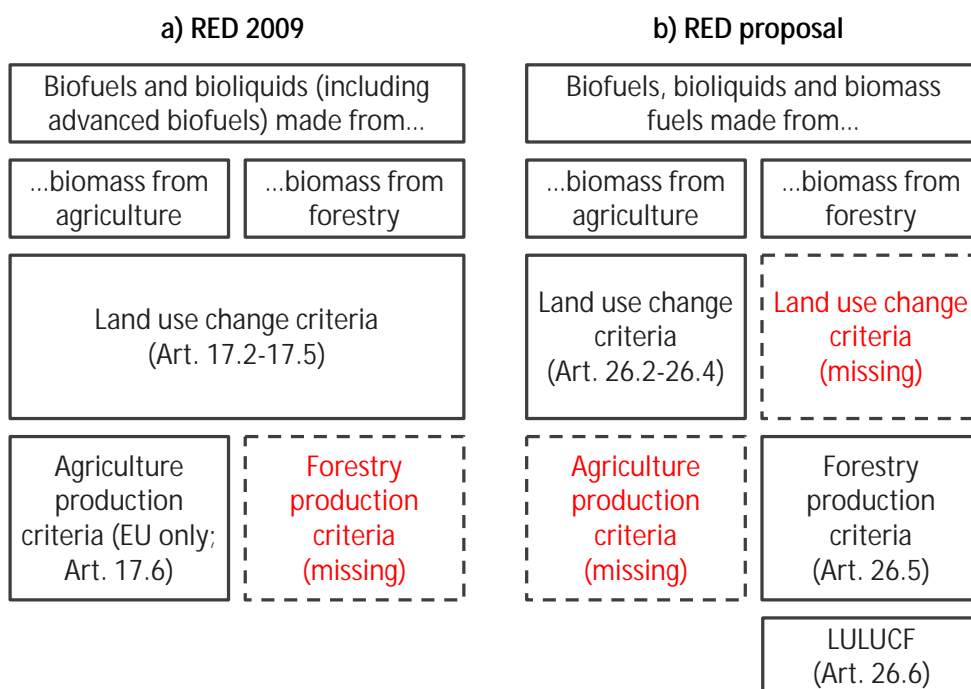 a) RED 2009
Biofuels and bioliquids (including
advanced biofuels) made from...
...biomass from
agriculture
...biomass from
forestry
Land use change criteria
(Art. 17.2-17.5)
Agriculture
production
criteria (EU only;
Art. 17.6)
Forestry
production
criteria
(missing)
b) RED proposal
Biofuels, bioliquids and biomass
fuels made from...
...biomass from
agriculture
...biomass from
forestry
Land use change
criteria
(Art. 26.2-26.4)
Land use change
criteria
(missing)
Agriculture
production
criteria
(missing)
Forestry
production
criteria
(Art. 26.5)
LULUCF
(Art. 26.6)